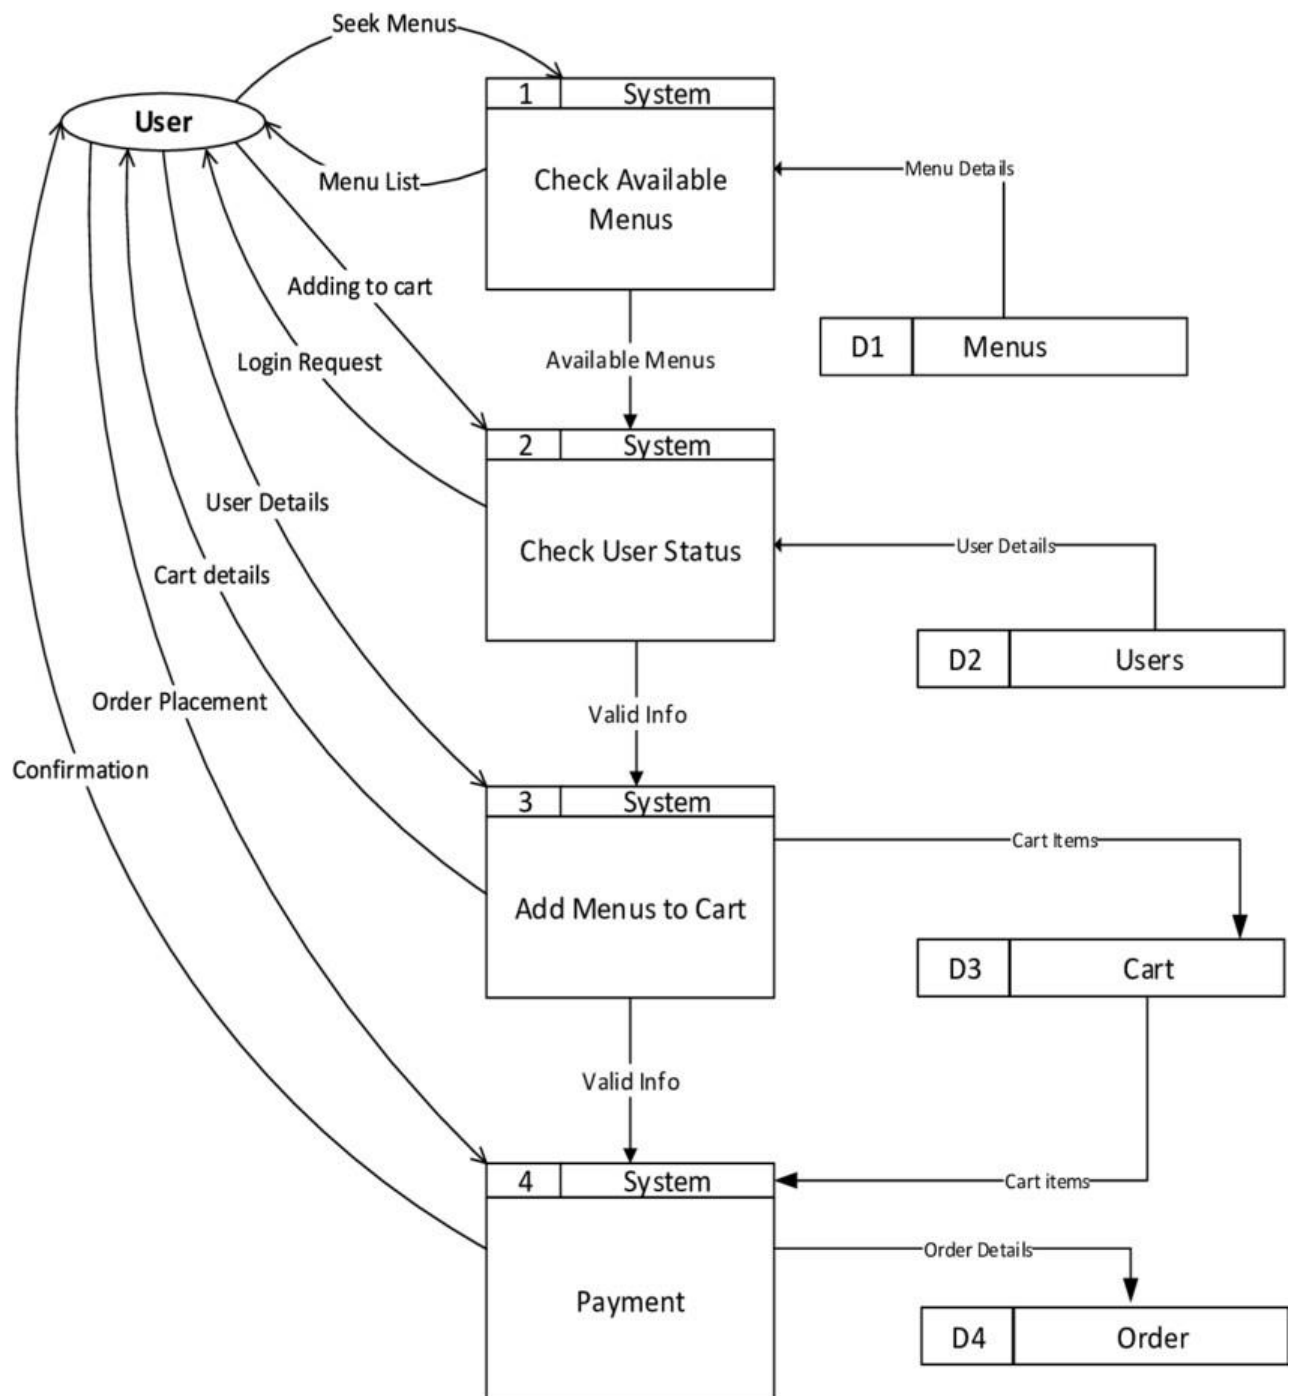 Seek Menus
1 System
User
Menu List
Check Available
Menus
Menu Details
Adding to cart
D1 Menus
Login Request
Available Menus
2 System
User Details
Check User Status
User Details
Cart details
D2 Users
Order Placement
Valid Info
Confirmation
3 System
Cart Items
Add Menus to Cart
D3 Cart
Valid Info
4 System
Cart items
Order Details
Payment
D4 Order